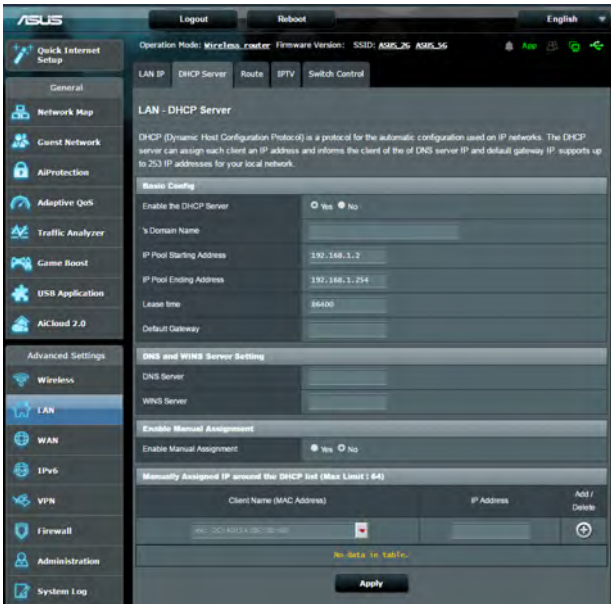 ASUS
Logout
Reboot
English
Operation Mode: Wireless router Firmware Version: SSID: ASUS_2G ASUS_5G
App
Quick Internet
Setup
General
Network Map
Guest Network
AiProtection
Adaptive QoS
Traffic Analyzer
Game Boost
USB Application
AiCloud 2.0
Advanced Settings
Wireless
LAN
WAN
IPv6
VPN
Firewall
Administration
System Log
LAN IP
DHCP Server
Route
IPTV
Switch Control
LAN - DHCP Server
DHCP (Dynamic Host Configuration Protocol) is a protocol for the automatic configuration used on IP networks. The DHCP
server can assign each client an IP address and informs the client of the of DNS server IP and default gateway IP. supports up
to 253 IP addresses for your local network.
Basic Config
Enable the DHCP Server
Yes No
's Domain Name
IP Pool Starting Address
192.168.1.2
IP Pool Ending Address
192.168.1.254
Lease time
86400
Default Gateway
DNS and WINS Server Setting
DNS Server
WINS Server
Enable Manual Assignment
Enable Manual Assignment
Yes No
Manually Assigned IP around the DHCP list (Max Limit : 64)
Client Name (MAC Address)
IP Address
Add /
Delete
No data in table.
Apply